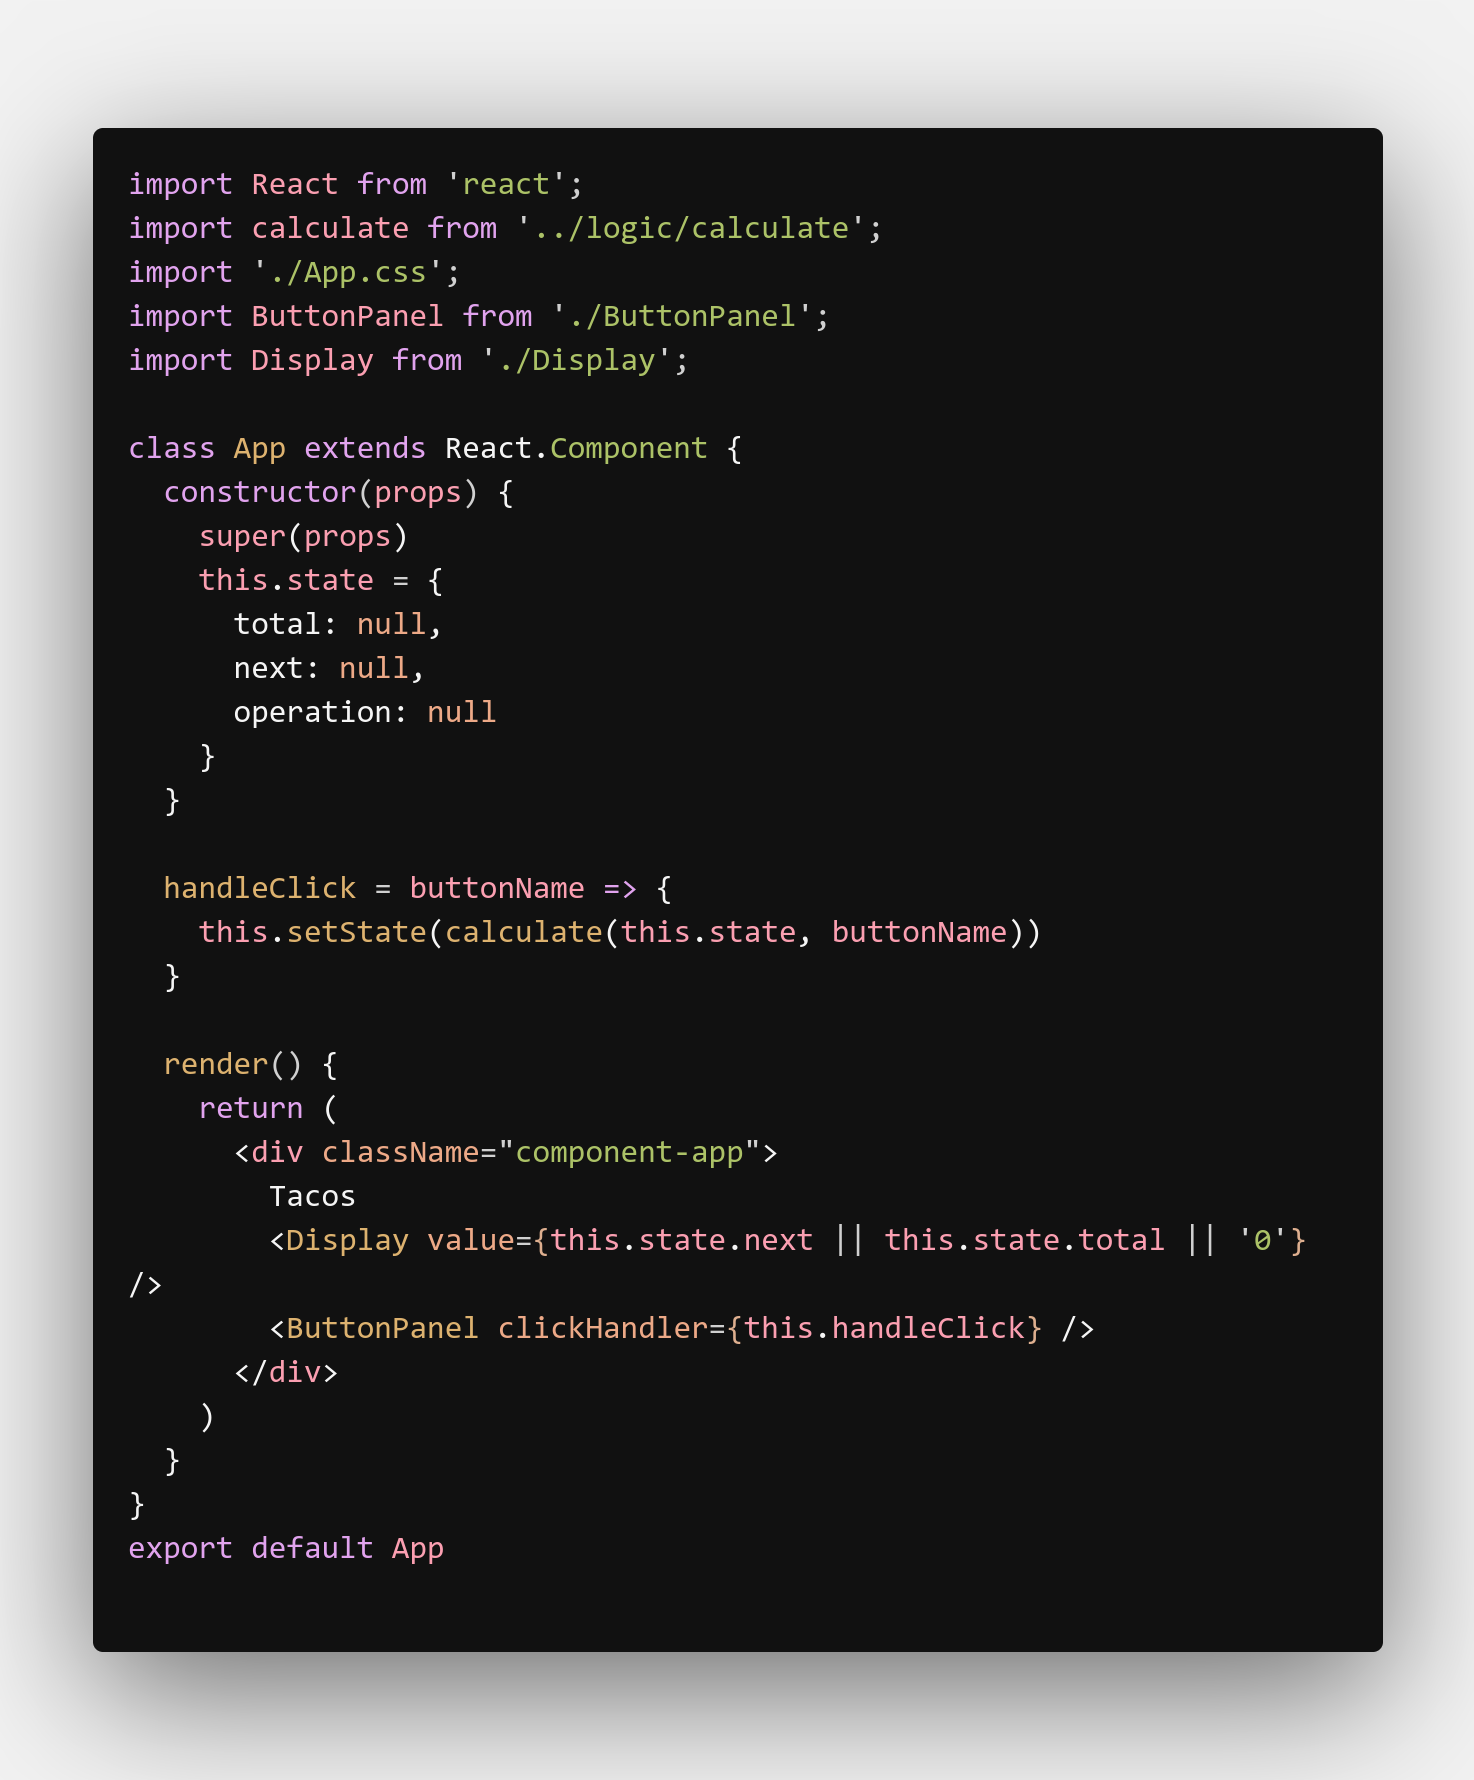 import React from 'react';
import calculate from '../logic/calculate';
import './App.css';
import ButtonPanel from './ButtonPanel';
import Display from './Display';

class App extends React.Component {
  constructor(props) {
    super(props)
    this.state = {
      total: null,
      next: null,
      operation: null
    }
  }

  handleClick = buttonName => {
    this.setState(calculate(this.state, buttonName))
  }

  render() {
    return (
      <div className="component-app">
        Tacos
        <Display value={this.state.next || this.state.total || '0'}
/>
        <ButtonPanel clickHandler={this.handleClick} />
      </div>
    )
  }
}
export default App